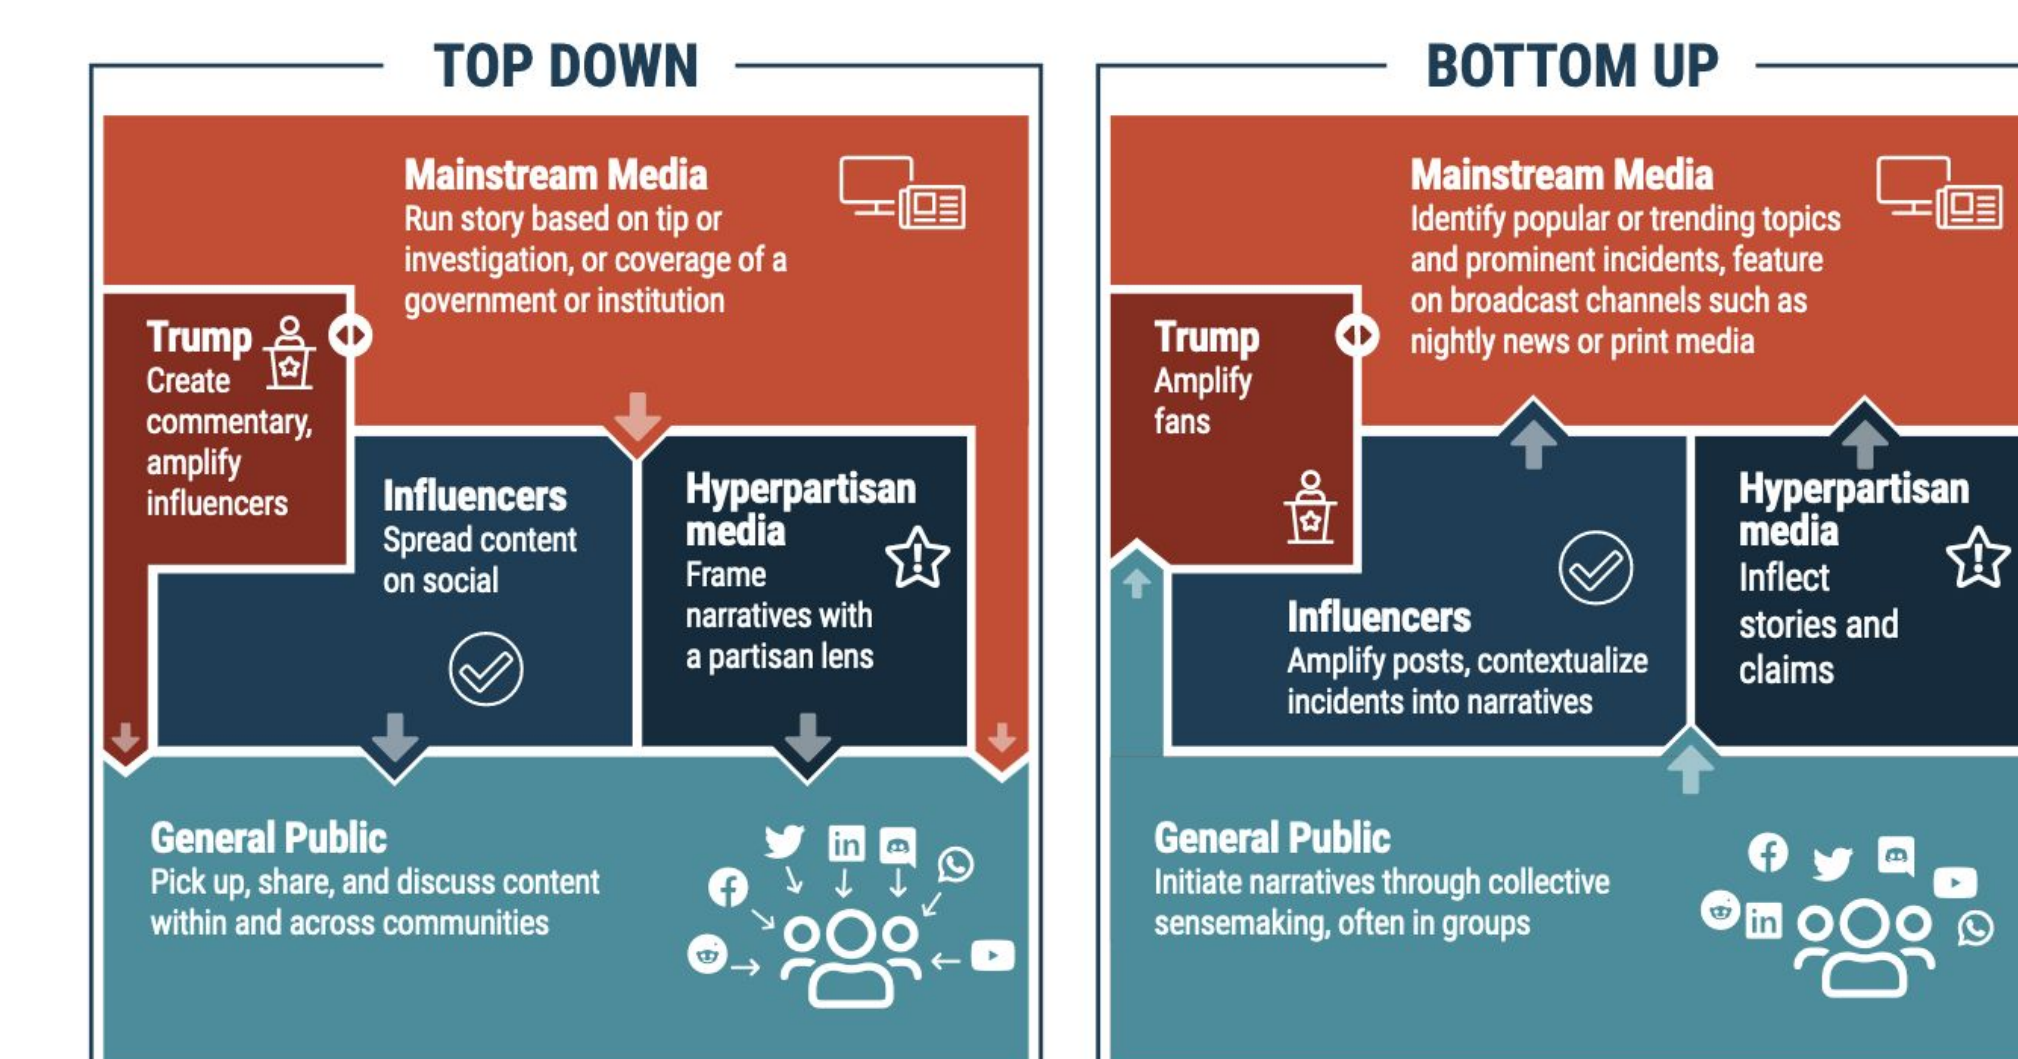 TOP DOWN
Mainstream Media
Run story based on tip or
investigation, or coverage of a
government or institution
Trump
Create
commentary,
amplify
influencers
Influencers
Spread content
on social
Hyperpartisan
media
Frame
narratives with
a partisan lens
General Public
Pick up, share, and discuss content
within and across communities
in
BOTTOM UP
Mainstream Media
Identify popular or trending topics
and prominent incidents, feature
on broadcast channels such as
nightly news or print media
Trump
Amplify
fans
Influencers
Amplify posts, contextualize
incidents into narratives
Hyperpartisan
media
Inflect
stories and
claims
General Public
Initiate narratives through collective
sensemaking, often in groups
in